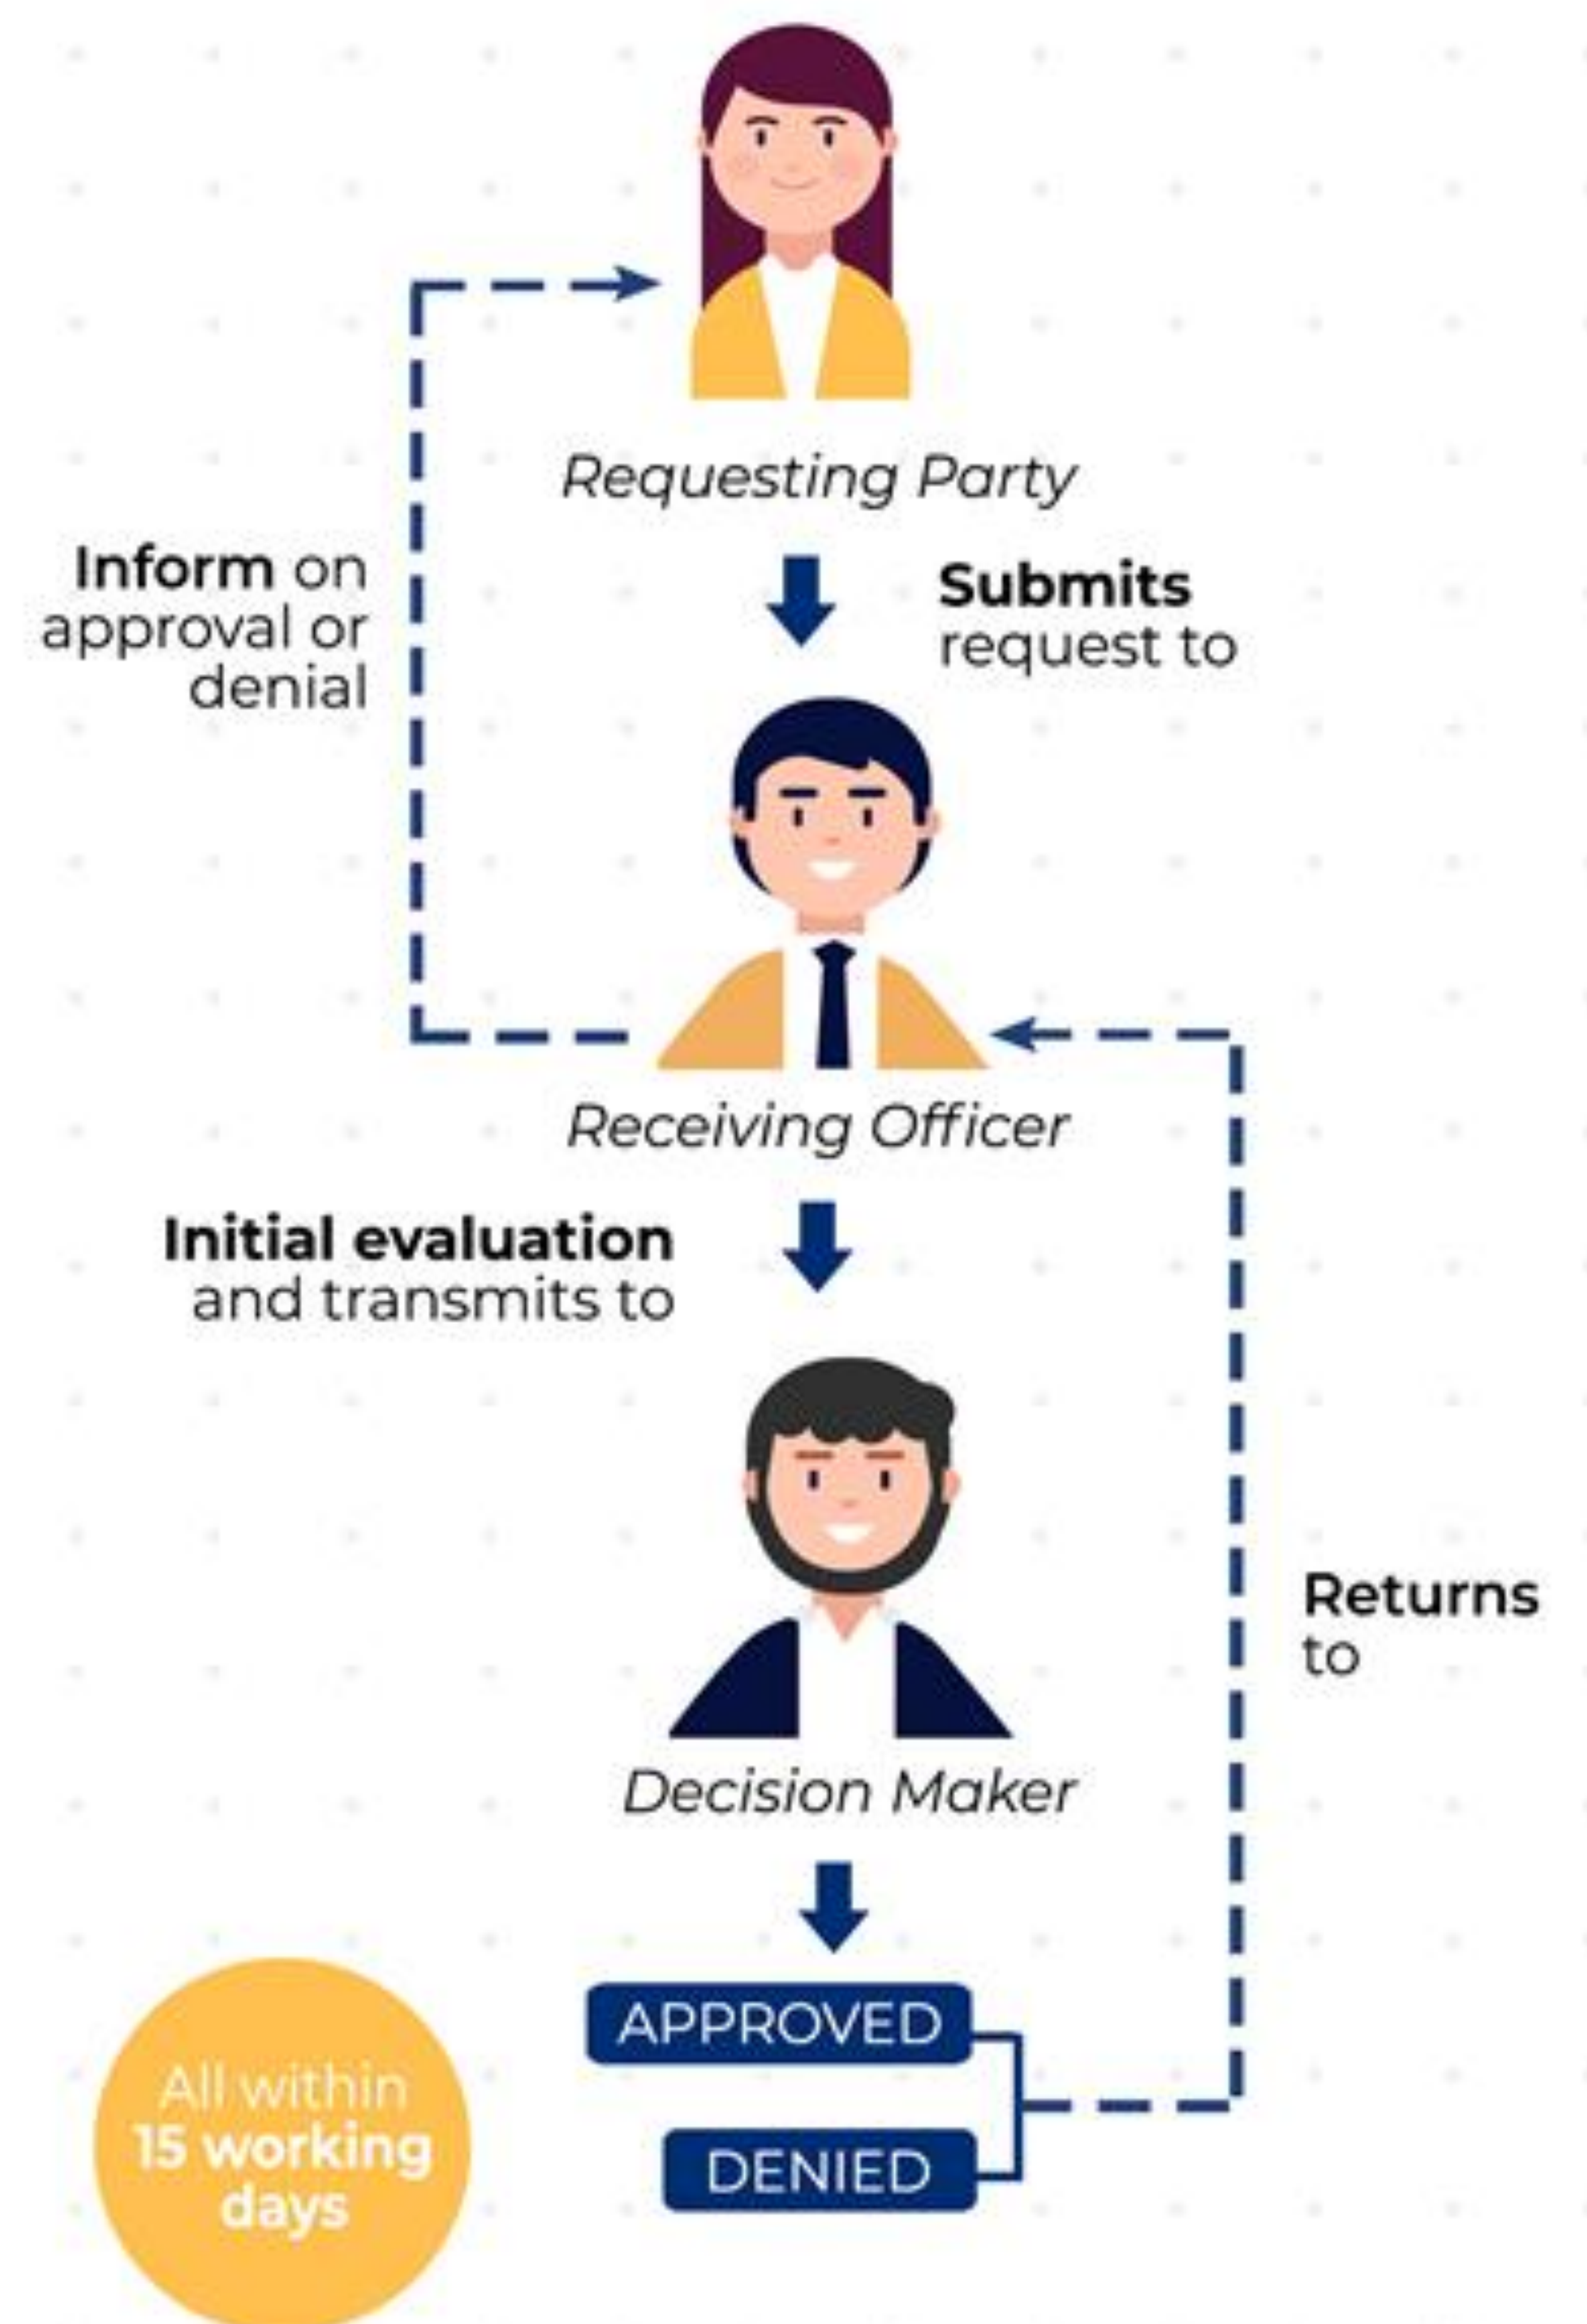 Requesting Party
Inform on
approval or
denial
Submits
request to
Receiving Officer
Initial evaluation
and transmits to
Decision Maker
Returns
to
APPROVED
DENIED
All within
15 working
days